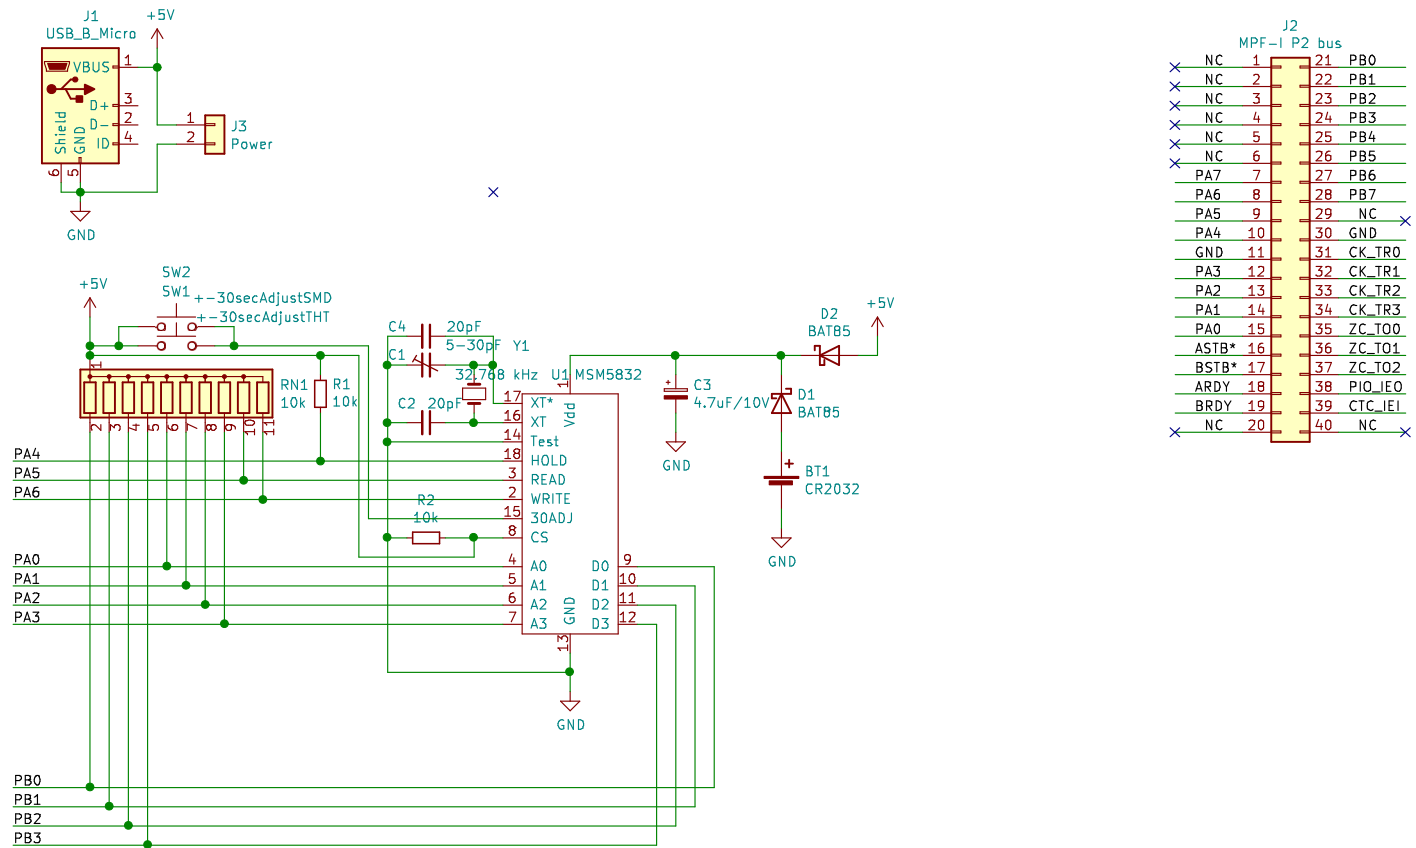 J1
USB_B_Micro
+5V
VBUS 1
D+ 3
D- 2
ID 4
Shield
GND
6 5
GND
1
2
J3
Power
J2
MPF-I P2 bus
NC 1 21 PB0
NC 2 22 PB1
NC 3 23 PB2
NC 4 24 PB3
NC 5 25 PB4
NC 6 26 PB5
PA7 7 27 PB6
PA6 8 28 PB7
PA5 9 29 NC
PA4 10 30 GND
GND 11 31 CK_TR0
PA3 12 32 CK_TR1
PA2 13 33 CK_TR2
PA1 14 34 CK_TR3
PA0 15 35 ZC_TO0
ASTB* 16 36 ZC_TO1
BSTB* 17 37 ZC_TO2
ARDY 18 38 PIO_IEO
BRDY 19 39 CTC_IEI
NC 20 40 NC
+5V
SW2
SW1
+-30secAdjustSMD
+-30secAdjustTHT
1
RN1
10k
2 3 4 5 6 7 8 9 10 11
R1
10k
C4 20pF
C1 5-30pF
Y1
32.768 kHz
C2 20pF
U1 MSM5832
1
Vdd
17 XT*
16 XT
14 Test
18 HOLD
3 READ
2 WRITE
15 30ADJ
8 CS
4 A0
5 A1
6 A2
7 A3
D0 9
D1 10
D2 11
D3 12
GND
13
GND
R2
10k
D2
BAT85
+5V
C3
4.7uF/10V
GND
D1
BAT85
BT1
CR2032
GND
PA4
PA5
PA6
PA0
PA1
PA2
PA3
PB0
PB1
PB2
PB3